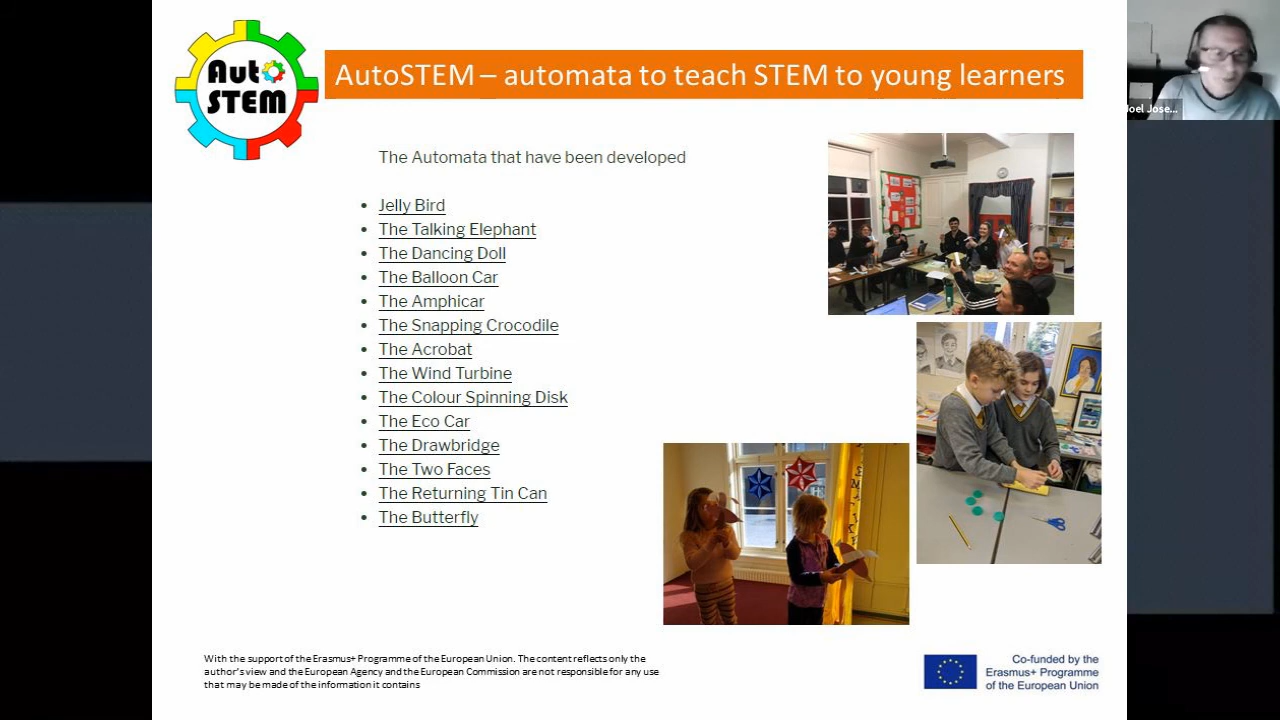 Aut
STEM
AutoSTEM – automata to teach STEM to young learners
Joel Jose...
The Automata that have been developed
• Jelly Bird
• The Talking Elephant
• The Dancing Doll
• The Balloon Car
• The Amphicar
• The Snapping Crocodile
• The Acrobat
• The Wind Turbine
• The Colour Spinning Disk
• The Eco Car
• The Drawbridge
• The Two Faces
• The Returning Tin Can
• The Butterfly
With the support of the Erasmus+ Programme of the European Union. The content reflects only the
author's view and the European Agency and the European Commission are not responsible for any use
that may be made of the information it contains
Co-funded by the
Erasmus+ Programme
of the European Union